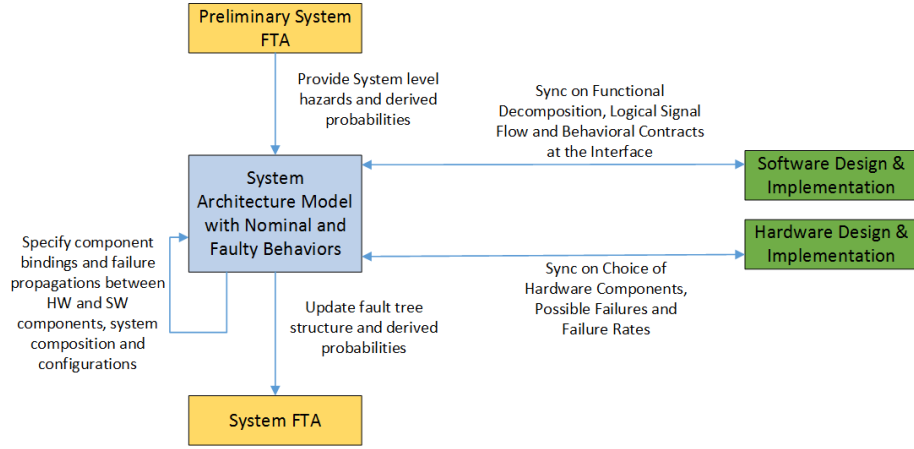 Preliminary System
FTA
Provide System level
hazards and derived
probabilities
Sync on Functional
Decomposition, Logical Signal
Flow and Behavioral Contracts
at the Interface
System
Architecture Model
with Nominal and
Faulty Behaviors
Software Design &
Implementation
Hardware Design &
Implementation
Specify component
bindings and failure
propagations between
HW and SW
components, system
composition and
configurations
Sync on Choice of
Hardware Components,
Possible Failures and
Failure Rates
Update fault tree
structure and derived
probabilities
System FTA